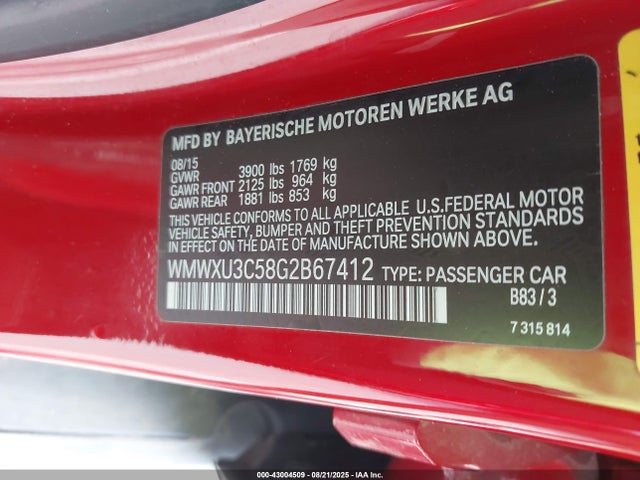 MFD BY BAYERISCHE MOTOREN WERKE AG
08/15
GVWR 3900 lbs 1769 kg
GAWR FRONT 2125 lbs 964 kg
GAWR REAR 1881 lbs 853 kg
THIS VEHICLE CONFORMS TO ALL APPLICABLE U.S.FEDERAL MOTOR
VEHICLE SAFETY, BUMPER AND THEFT PREVENTION STANDARDS
IN EFFECT ON THE DATE OF MANUFACTURE SHOWN ABOVE.
WMWXU3C58G2B67412 TYPE: PASSENGER CAR
B83 / 3
7 315 814
000-43004509 - 08/21/2025 - IAA Inc.